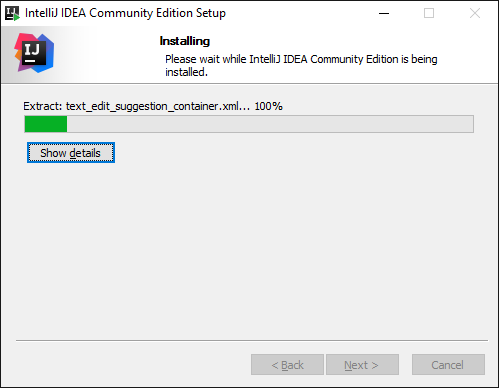 IntelliJ IDEA Community Edition Setup
IJ
Installing
Please wait while IntelliJ IDEA Community Edition is being
installed.
Extract: text_edit_suggestion_container.xml... 100%
Show details
< Back
Next >
Cancel